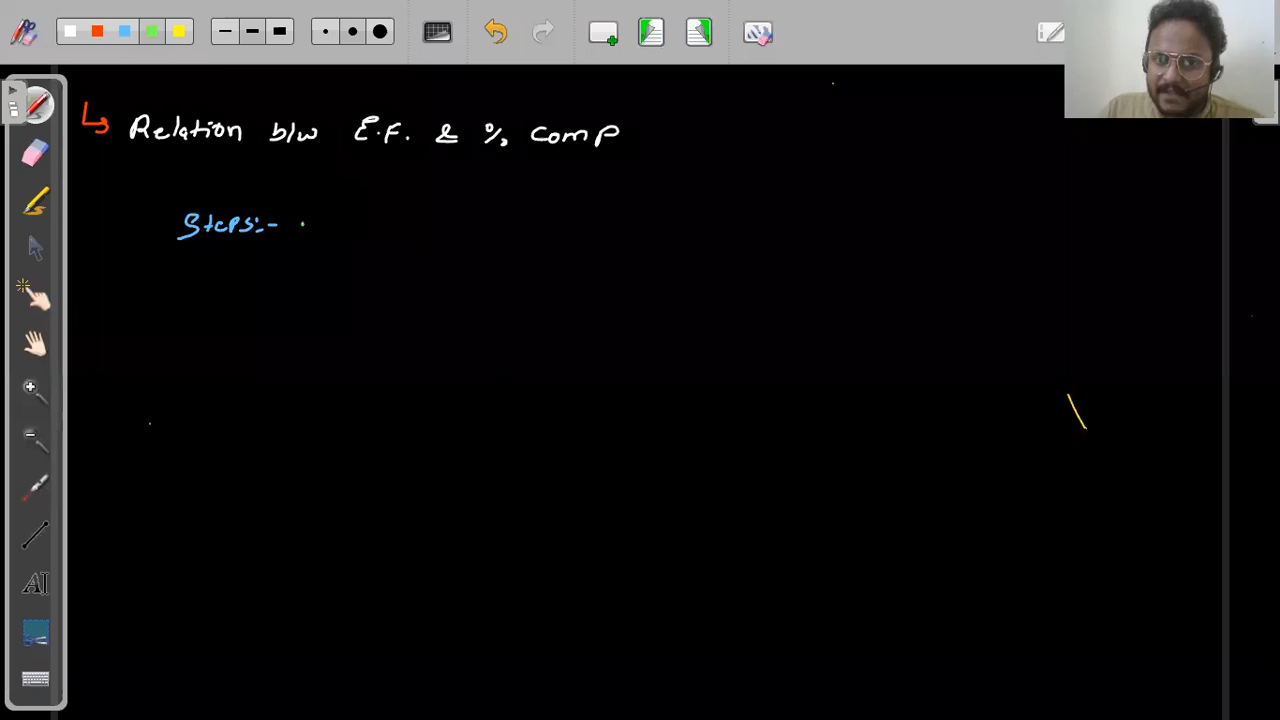 Relation b/w E.F. & % comp
Steps:-